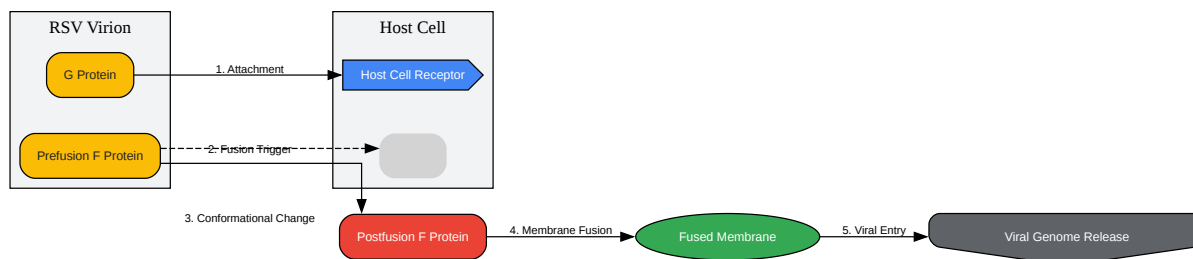 RSV Virion
Host Cell
G Protein
1. Attachment
Host Cell Receptor
Prefusion F Protein
2. Fusion Trigger
3. Conformational Change
Postfusion F Protein
4. Membrane Fusion
Fused Membrane
5. Viral Entry
Viral Genome Release